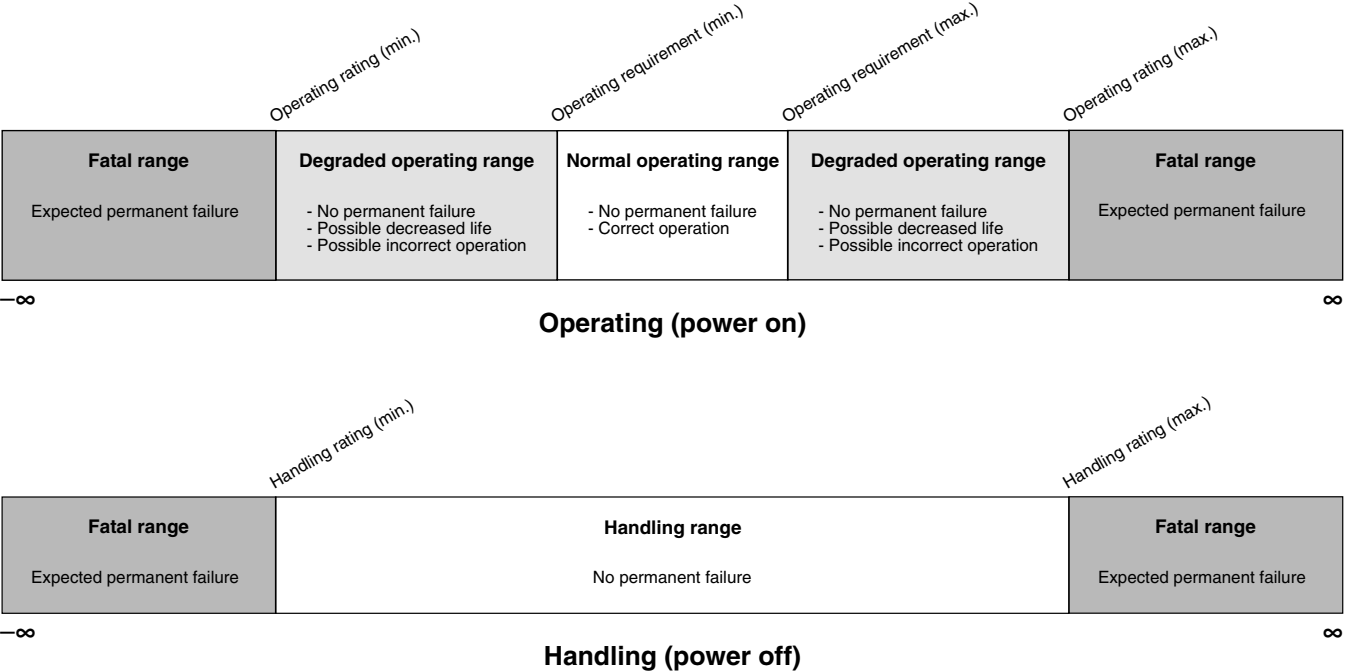 Operating rating (min.)
Operating requirement (min.)
Operating requirement (max.)
Operating rating (max.)
Fatal range
Expected permanent failure
Degraded operating range
- No permanent failure
- Possible decreased life
- Possible incorrect operation
Normal operating range
- No permanent failure
- Correct operation
Degraded operating range
- No permanent failure
- Possible decreased life
- Possible incorrect operation
Fatal range
Expected permanent failure
–∞
∞
Operating (power on)
Handling rating (min.)
Handling rating (max.)
Fatal range
Expected permanent failure
Handling range
No permanent failure
Fatal range
Expected permanent failure
–∞
∞
Handling (power off)